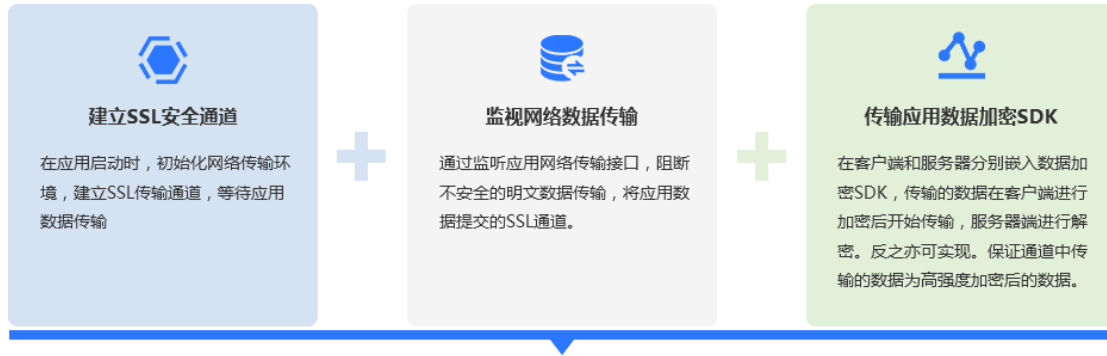 建立SSL安全通道
在应用启动时，初始化网络传输环
境，建立SSL传输通道，等待应用
数据传输
监视网络数据传输
通过监听应用网络传输接口，阻断
不安全的明文数据传输，将应用数
据提交的SSL通道。
传输应用数据加密SDK
在客户端和服务器分别嵌入数据加
密SDK，传输的数据在客户端进行
加密后开始传输，服务器端进行解
密。反之亦可实现。保证通道中传
输的数据为高强度加密后的数据。